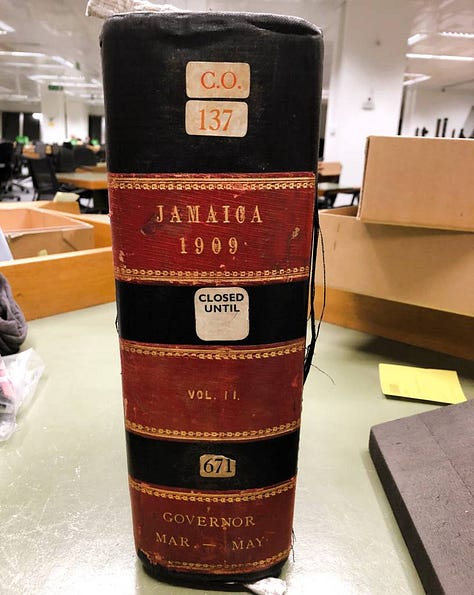 C.O.
137
JAMAICA
1909
CLOSED
UNTIL
VOL. II.
671
GOVERNOR
MAR. — MAY